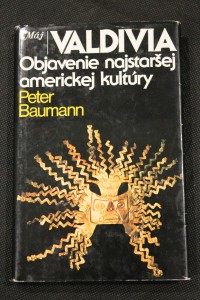 Máj
VALDIVIA
Objavenie najstaršej
americkej kultúry
Peter
Baumann